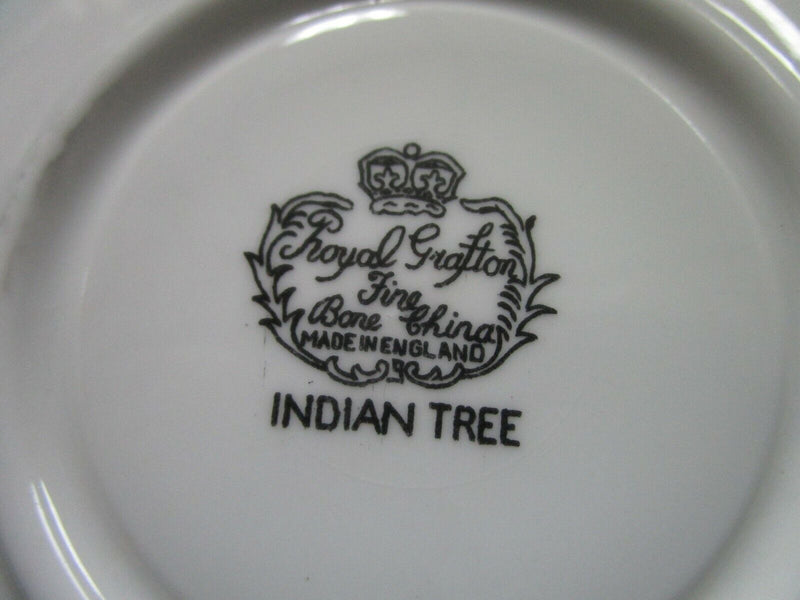 Royal Grafton
Fine
Bone China
MADE IN ENGLAND
INDIAN TREE